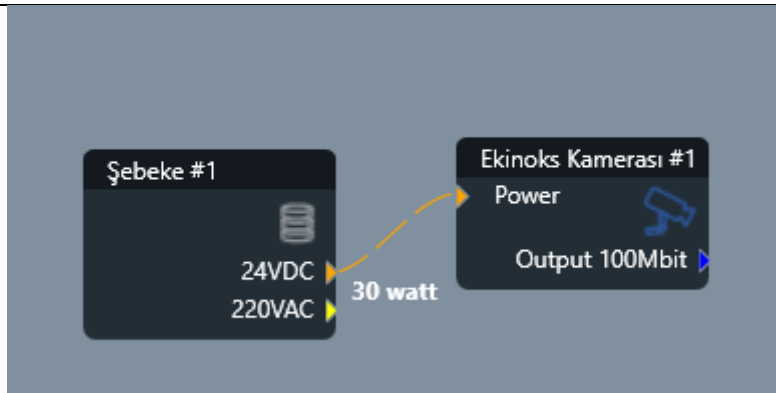 Şebeke #1
24VDC
220VAC
30 watt
Ekinoks Kamerası #1
Power
Output 100Mbit